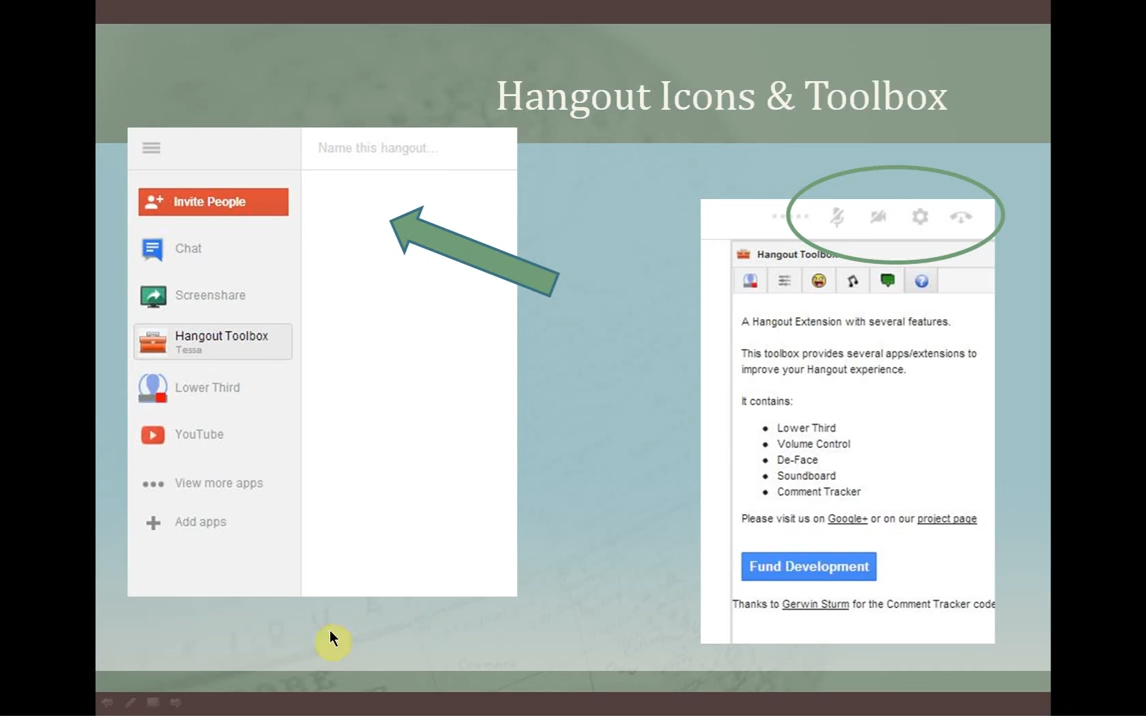 Hangout Icons & Toolbox
Name this hangout...
Invite People
Chat
Screenshare
Hangout Toolbox
Tessa
Lower Third
YouTube
View more apps
Add apps
Hangout Toolbox
A Hangout Extension with several features.
This toolbox provides several apps/extensions to
improve your Hangout experience.
It contains:
Lower Third
Volume Control
De-Face
Soundboard
Comment Tracker
Please visit us on Google+ or on our project page
Fund Development
Thanks to Gerwin Sturm for the Comment Tracker code